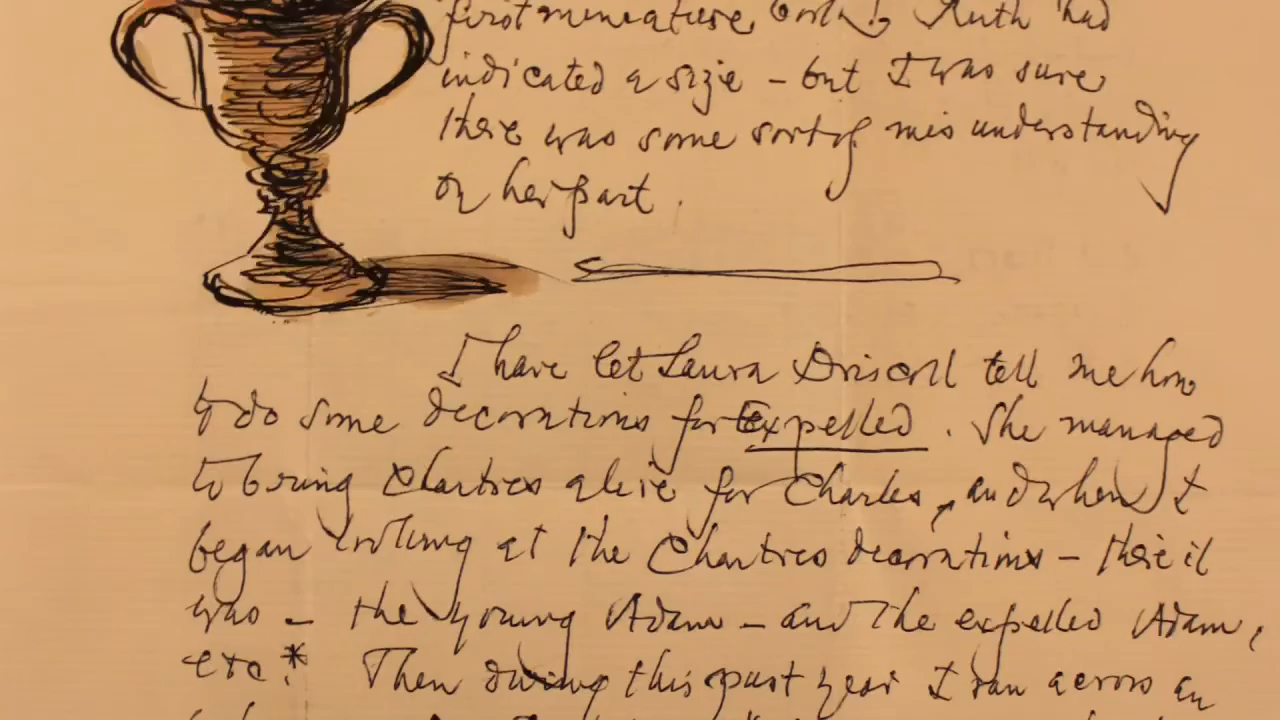 first mineature book! Ruth had
indicated a size – but I was sure
there was some sort of misunderstanding
on her part.
I have let Laura Driscoll tell me how
to do some decorations for Expelled. She managed
to bring Chartres alive for Charles, and when I
began looking at the Chartres decorations – there it
was – the young Adam – and the expelled Adam,
etc.* Then during this past year I ran across an